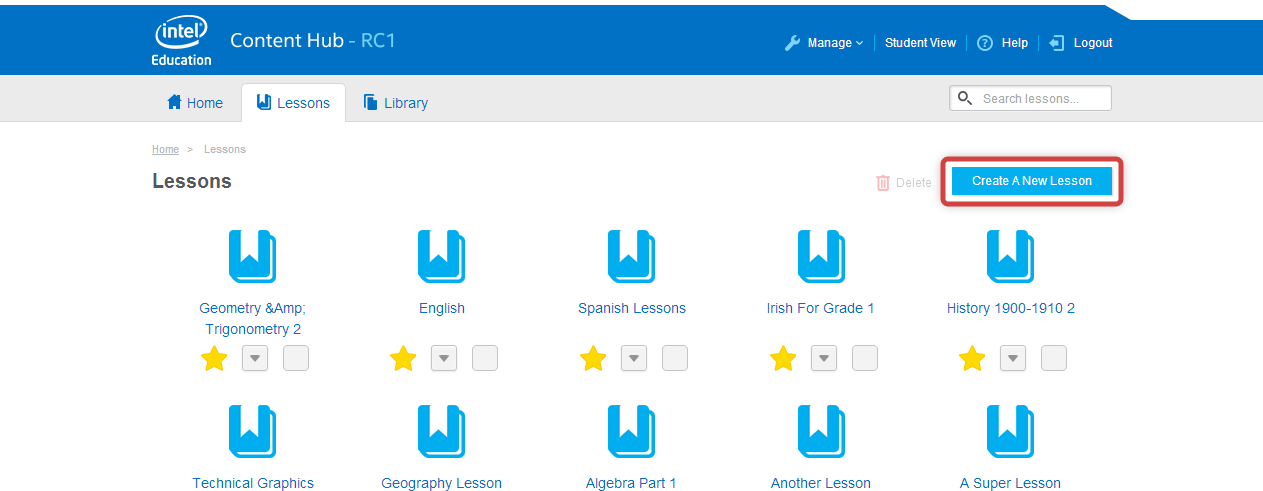 intel
Education
Content Hub - RC1
Manage
Student View
Help
Logout
Home
Lessons
Library
Search lessons...
Home > Lessons
Lessons
Delete
Create A New Lesson
Geometry &Amp;
Trigonometry 2
English
Spanish Lessons
Irish For Grade 1
History 1900-1910 2
Technical Graphics
Geography Lesson
Algebra Part 1
Another Lesson
A Super Lesson